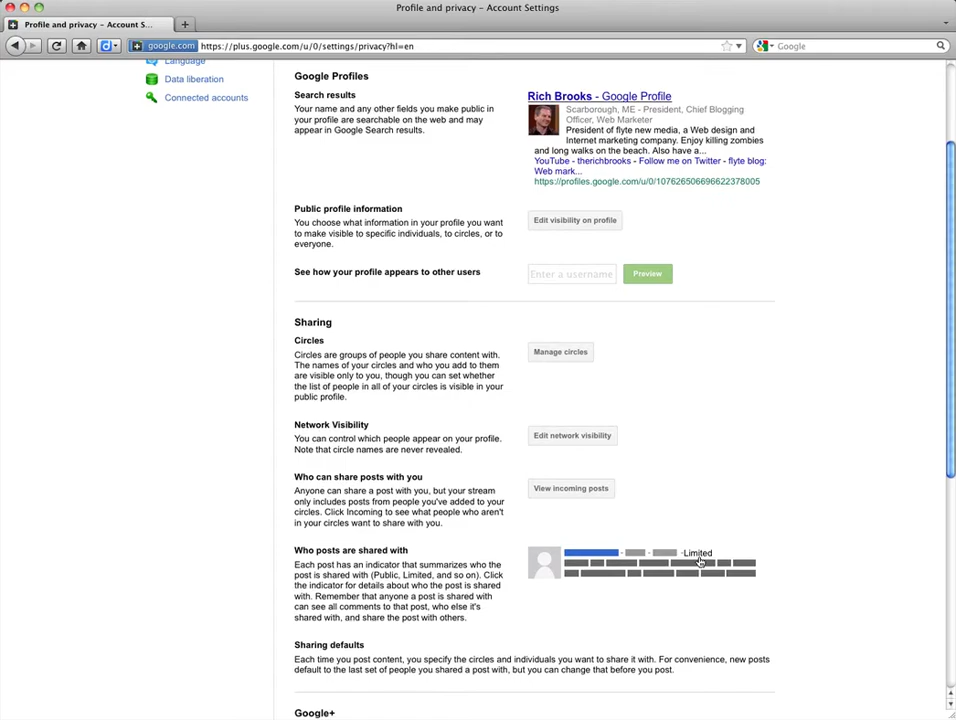 Profile and privacy – Account Settings
Profile and privacy – Account S...
google.com https://plus.google.com/u/0/settings/privacy?hl=en
Google
Language
Data liberation
Connected accounts
Google Profiles
Search results
Your name and any other fields you make public in
your profile are searchable on the web and may
appear in Google Search results.
Rich Brooks - Google Profile
Scarborough, ME - President, Chief Blogging
Officer, Web Marketer
President of flyte new media, a Web design and
Internet marketing company. Enjoy killing zombies
and long walks on the beach. Also have a...
YouTube - therichbrooks - Follow me on Twitter - flyte blog:
Web mark...
https://profiles.google.com/u/0/107626506696622378005
Public profile information
You choose what information in your profile you want
to make visible to specific individuals, to circles, or to
everyone.
Edit visibility on profile
See how your profile appears to other users
Enter a username
Preview
Sharing
Circles
Circles are groups of people you share content with.
The names of your circles and who you add to them
are visible only to you, though you can set whether
the list of people in all of your circles is visible in your
public profile.
Manage circles
Network Visibility
You can control which people appear on your profile.
Note that circle names are never revealed.
Edit network visibility
Who can share posts with you
Anyone can share a post with you, but your stream
only includes posts from people you've added to your
circles. Click Incoming to see what people who aren't
in your circles want to share with you.
View incoming posts
Who posts are shared with
Each post has an indicator that summarizes who the
post is shared with (Public, Limited, and so on). Click
the indicator for details about who the post is shared
with. Remember that anyone a post is shared with
can see all comments to that post, who else it's
shared with, and share the post with others.
- Limited
Sharing defaults
Each time you post content, you specify the circles and individuals you want to share it with. For convenience, new posts
default to the last set of people you shared a post with, but you can change that before you post.
Google+